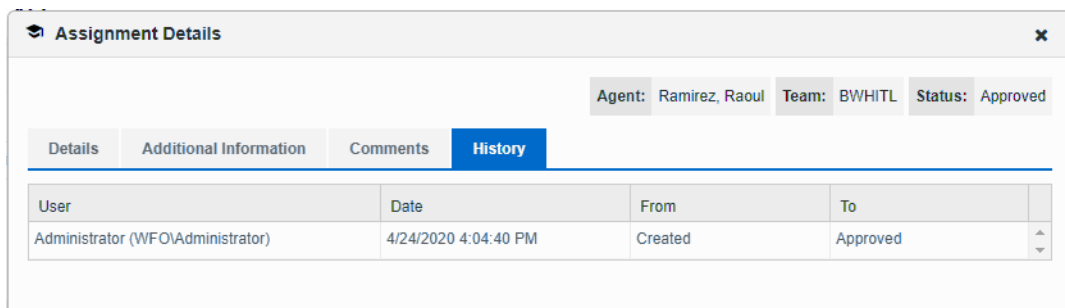 Assignment Details
Agent: Ramirez, Raoul Team: BWHITL Status: Approved
Details Additional Information Comments History
User Date From To
Administrator (WFO\Administrator) 4/24/2020 4:04:40 PM Created Approved